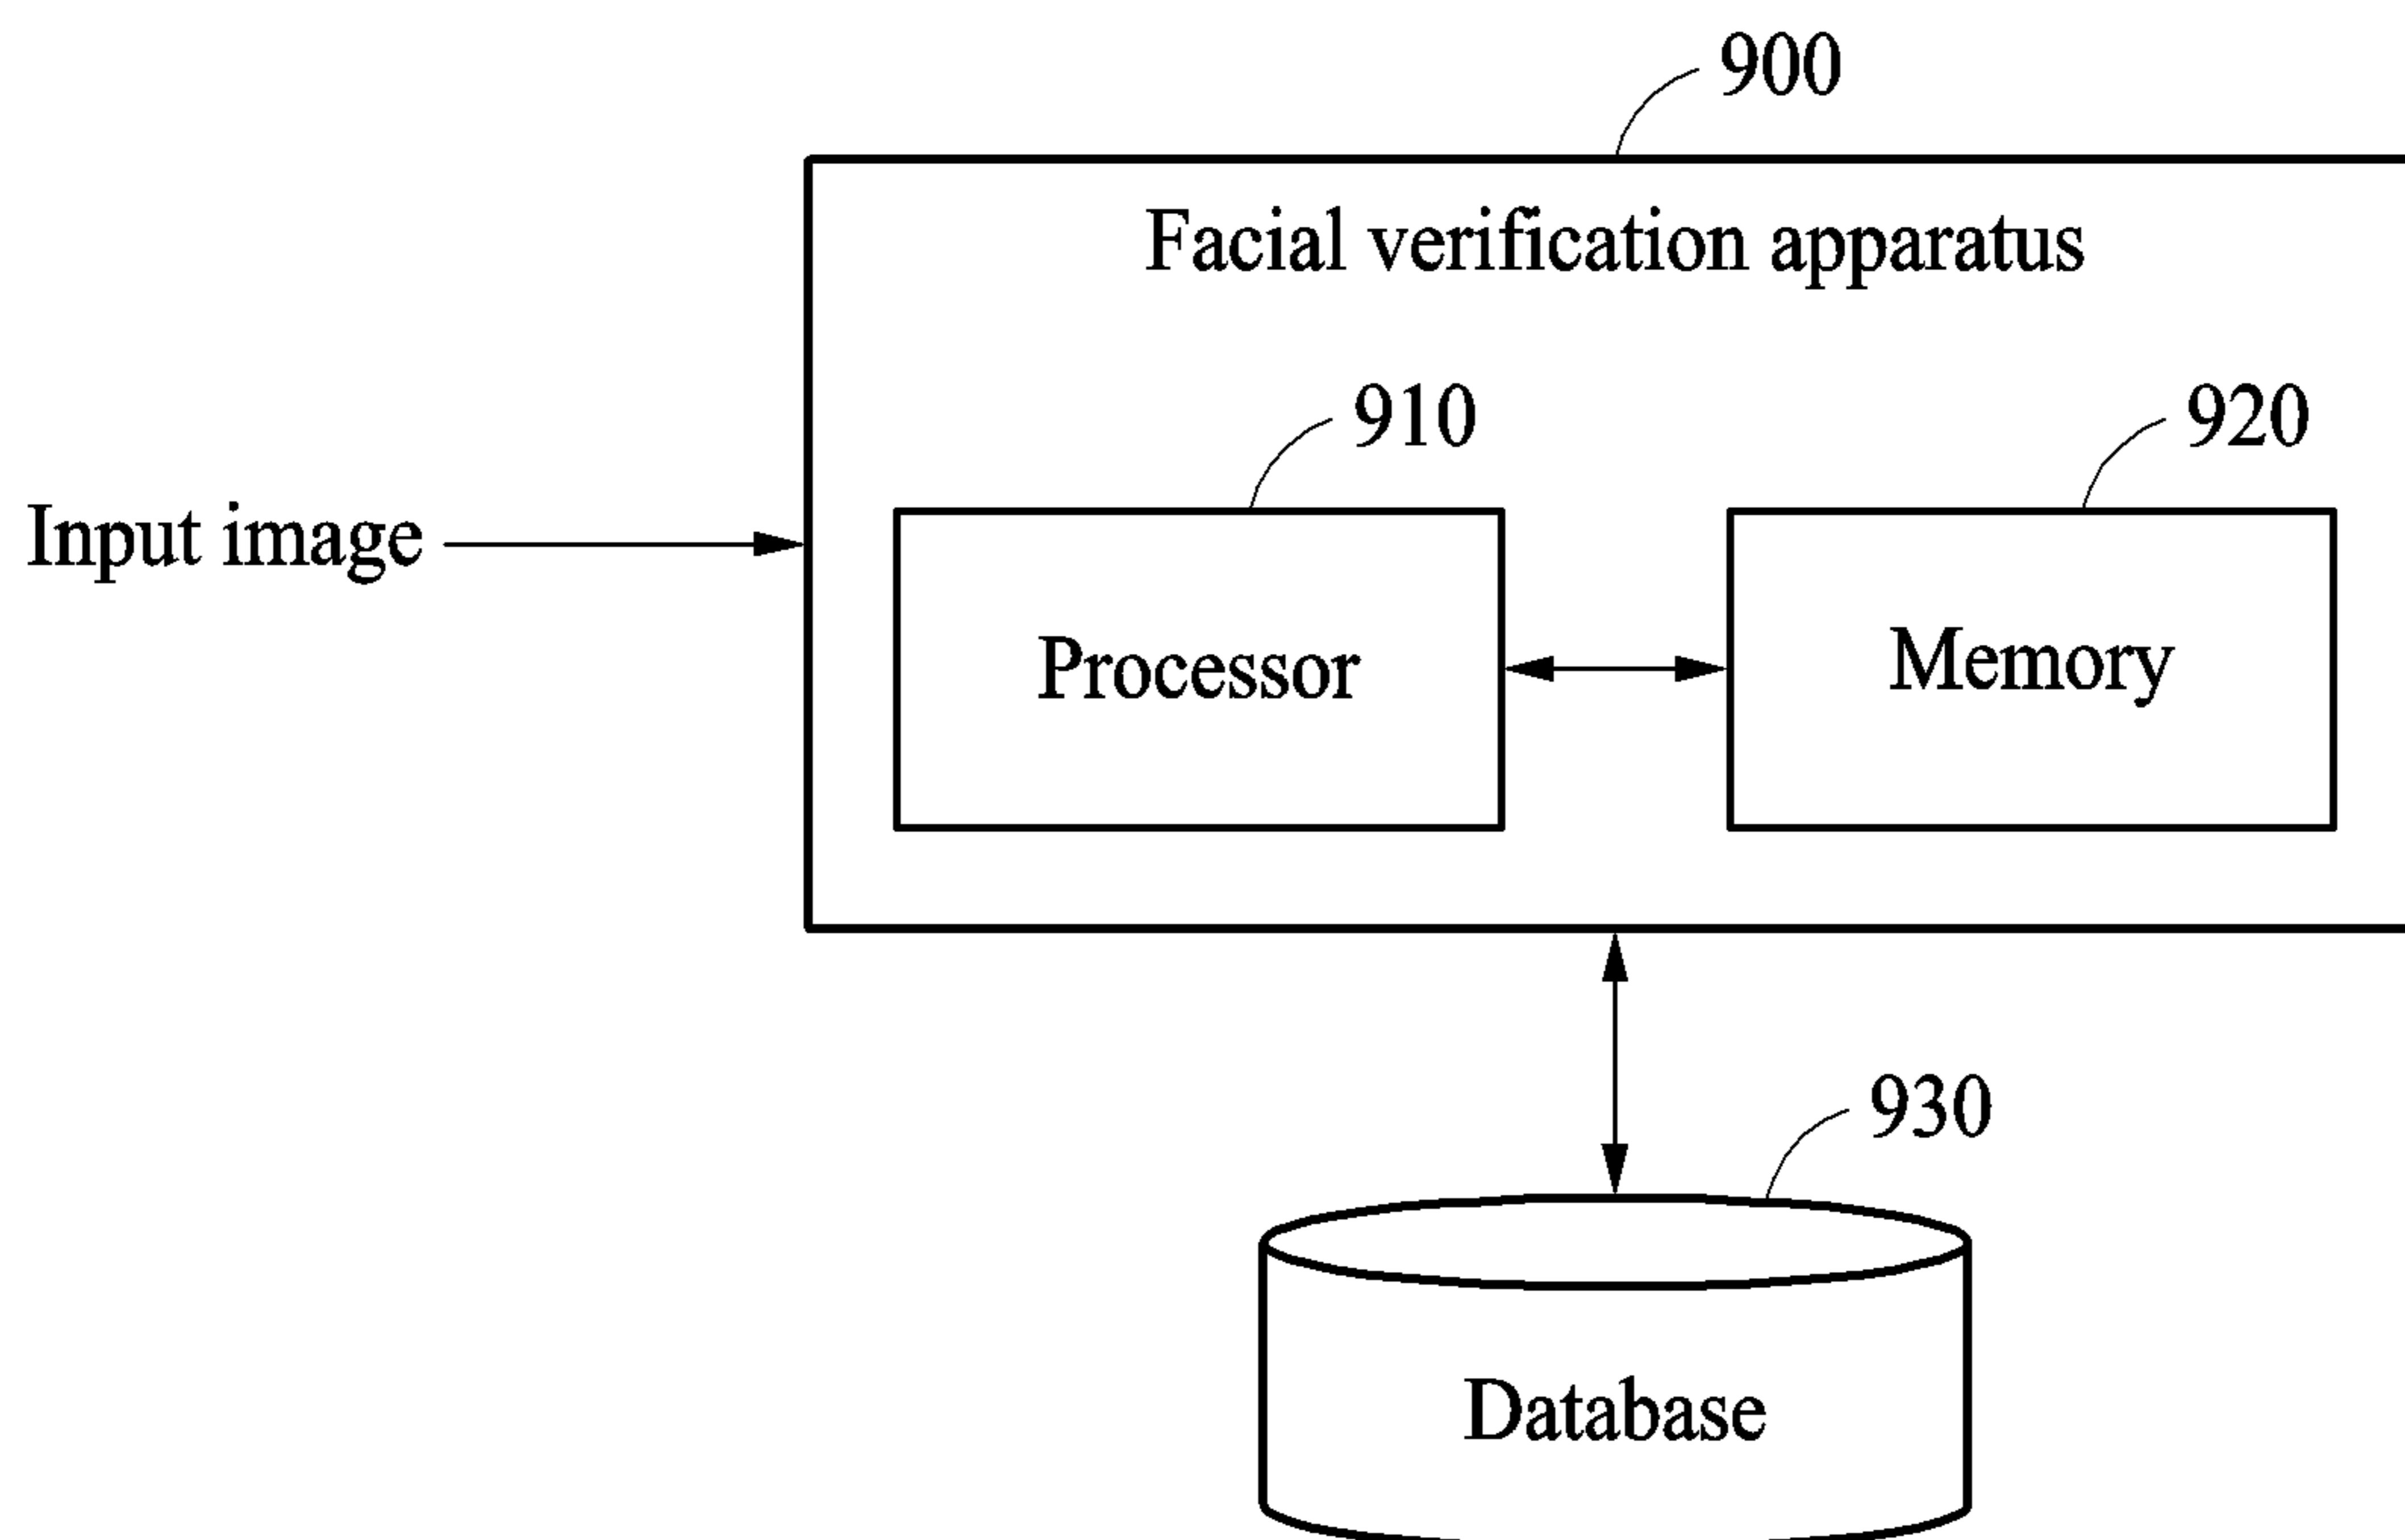 900
Facial verification apparatus
910
920
Input image
Processor
Memory
930
Database